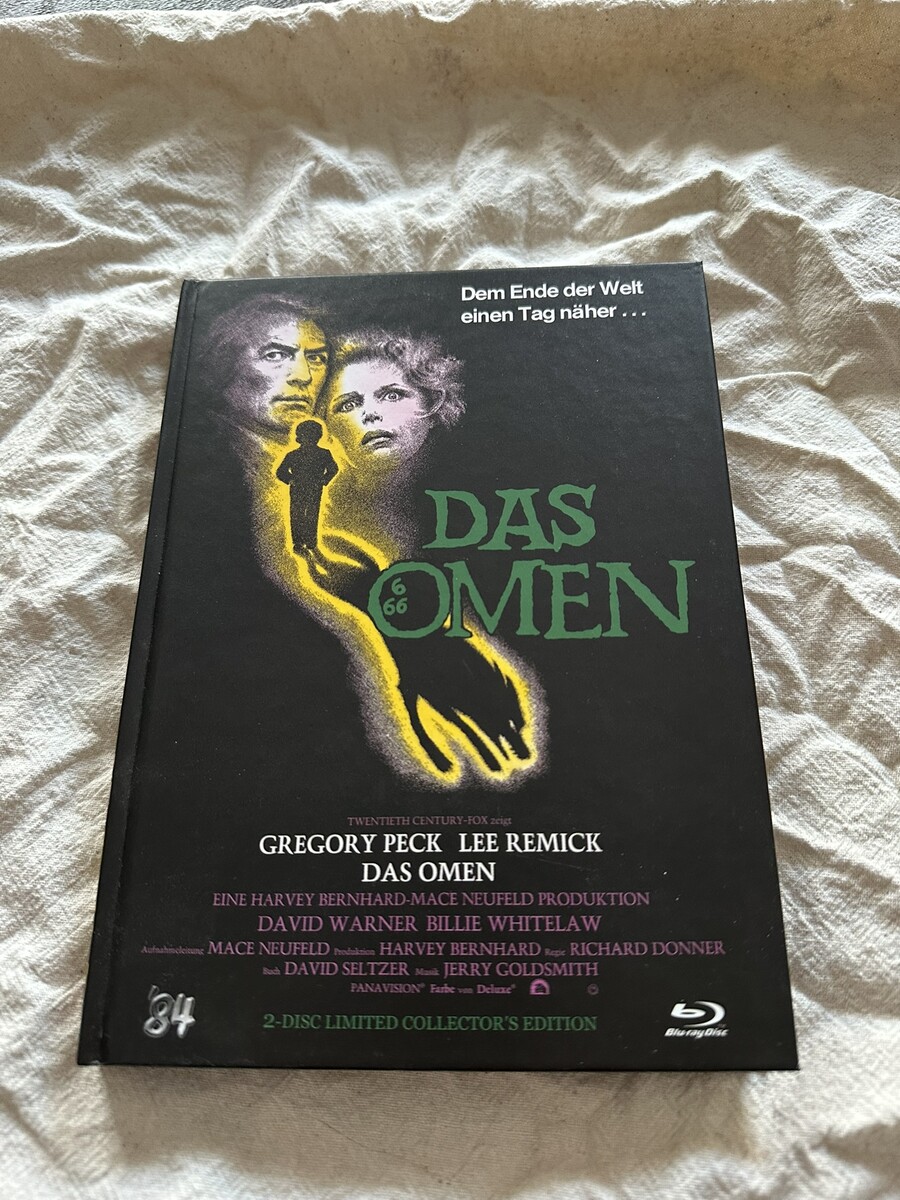 Dem Ende der Welt
einen Tag näher . . .
DAS
OMEN
6
66
TWENTIETH CENTURY-FOX zeigt
GREGORY PECK LEE REMICK
DAS OMEN
EINE HARVEY BERNHARD-MACE NEUFELD PRODUKTION
DAVID WARNER BILLIE WHITELAW
Aufnahmeleitung MACE NEUFELD Produktion HARVEY BERNHARD Regie RICHARD DONNER
Buch DAVID SELTZER Musik JERRY GOLDSMITH
PANAVISION® Farbe von Deluxe®
'84
2-DISC LIMITED COLLECTOR'S EDITION
Blu-ray Disc